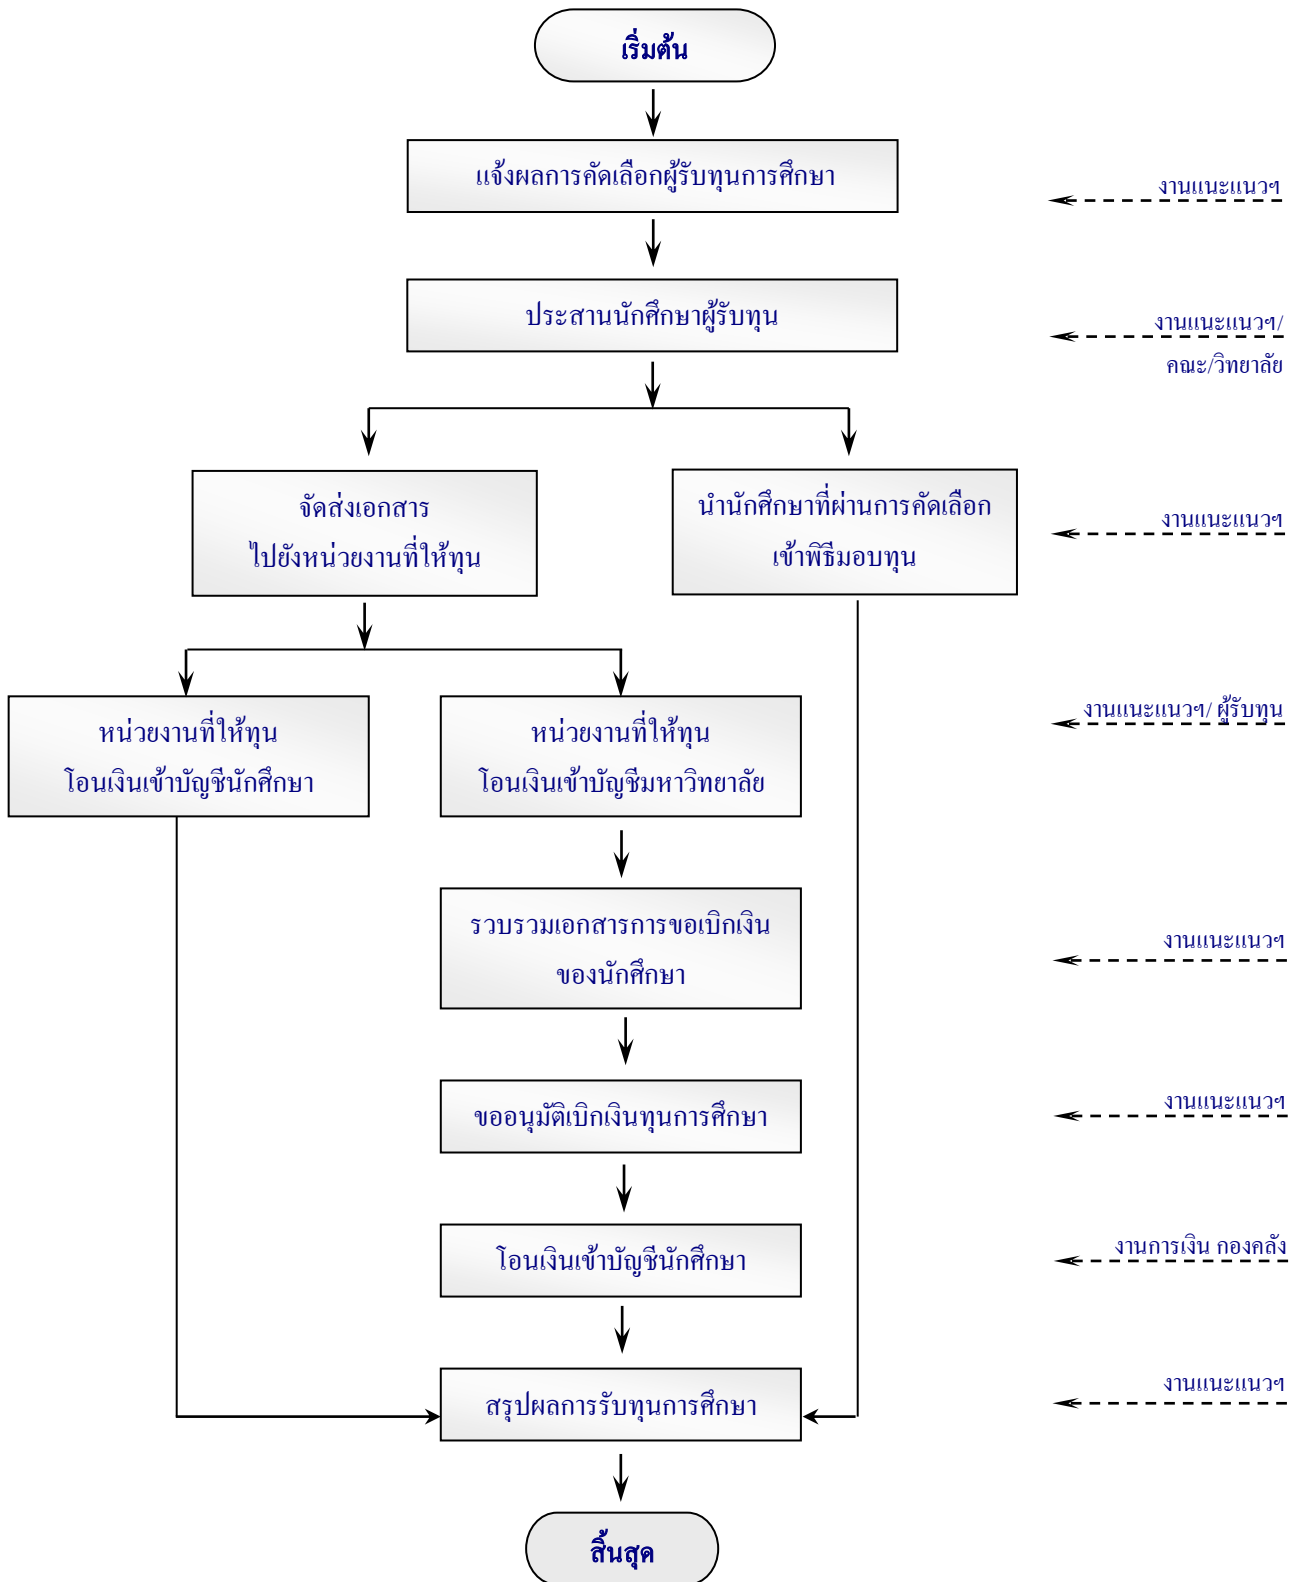 เริ่มต้น
แจ้งผลการคัดเลือกผู้รับทุนการศึกษา
งานแนะแนวฯ
ประสานนักศึกษาผู้รับทุน
งานแนะแนวฯ/
คณะ/วิทยาลัย
จัดส่งเอกสาร
ไปยังหน่วยงานที่ให้ทุน
นำนักศึกษาที่ผ่านการคัดเลือก
เข้าพิธีมอบทุน
งานแนะแนวฯ
หน่วยงานที่ให้ทุน
โอนเงินเข้าบัญชีนักศึกษา
หน่วยงานที่ให้ทุน
โอนเงินเข้าบัญชีมหาวิทยาลัย
งานแนะแนวฯ/ ผู้รับทุน
รวบรวมเอกสารการขอเบิกเงิน
ของนักศึกษา
งานแนะแนวฯ
ขออนุมัติเบิกเงินทุนการศึกษา
งานแนะแนวฯ
โอนเงินเข้าบัญชีนักศึกษา
งานการเงิน กองคลัง
สรุปผลการรับทุนการศึกษา
งานแนะแนวฯ
สิ้นสุด